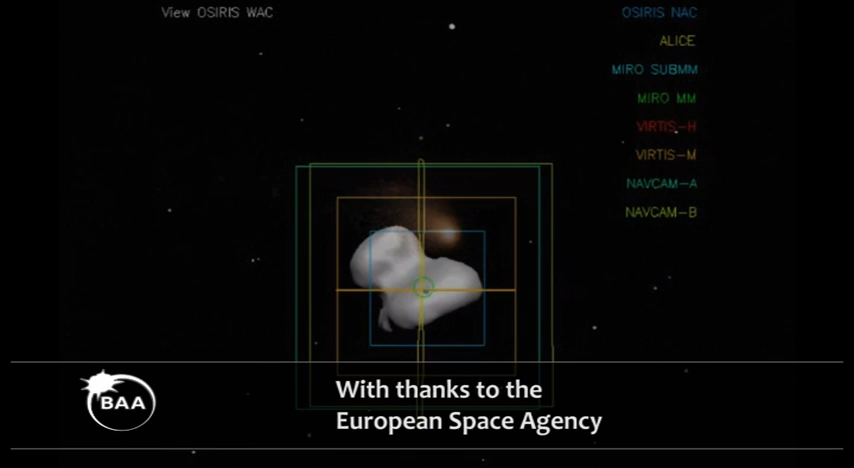 View OSIRIS WAC
OSIRIS NAC
ALICE
MIRO SUBMM
MIRO MM
VIRTIS-H
VIRTIS-M
NAVCAM-A
NAVCAM-B
BAA
With thanks to the
European Space Agency